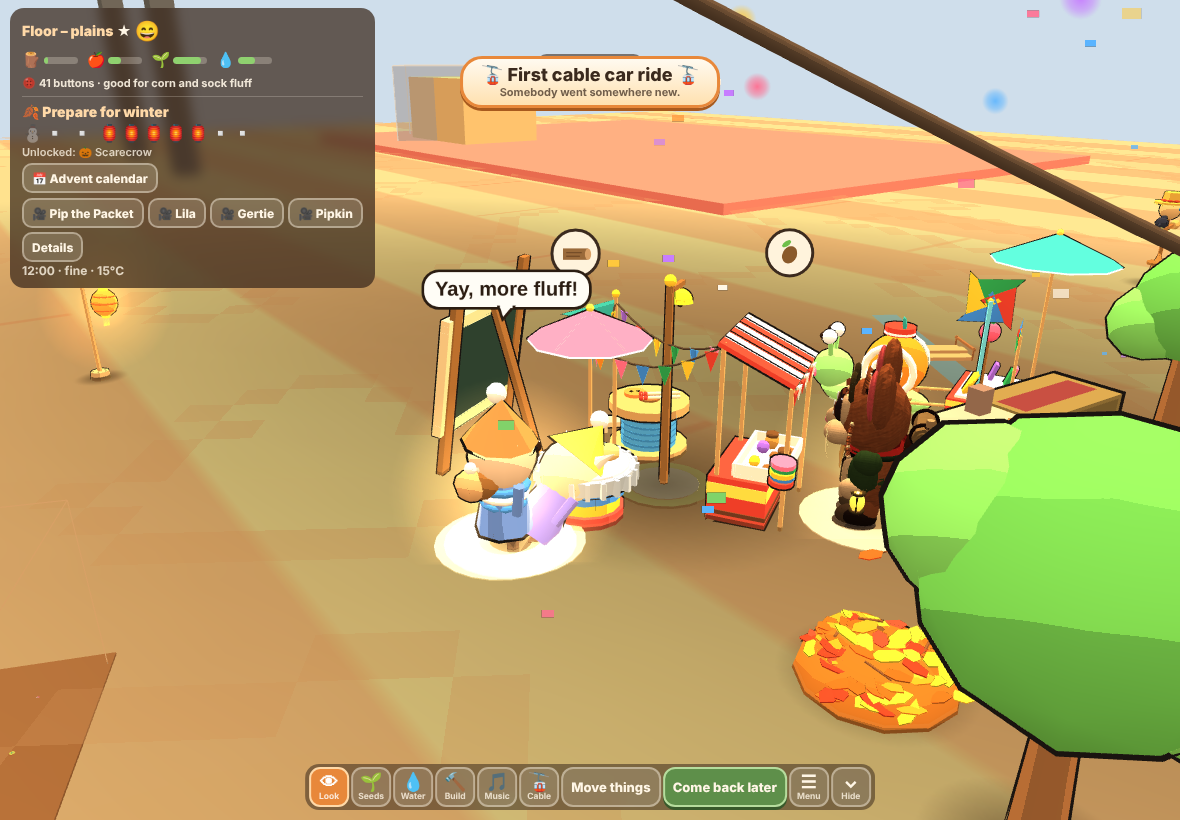 Floor – plains ★
41 buttons · good for corn and sock fluff
Prepare for winter
Unlocked: Scarecrow
Advent calendar
Pip the Packet
Lila
Gertie
Pipkin
Details
12:00 · fine · 15°C
First cable car ride
Somebody went somewhere new.
Yay, more fluff!
Look
Seeds
Water
Build
Music
Cable
Move things
Come back later
Menu
Hide